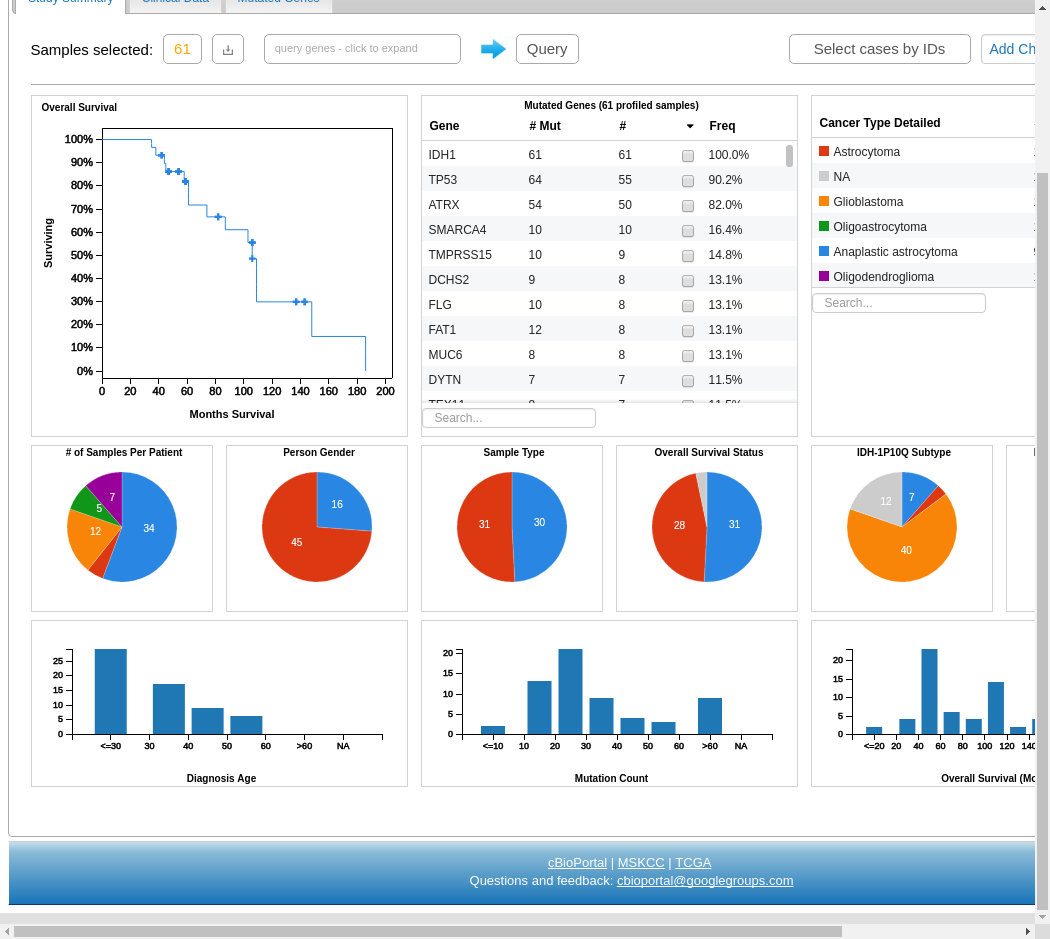 Study Summary Clinical Data Mutated Genes
Samples selected: 61 query genes - click to expand Query Select cases by IDs Add Ch
Overall Survival
100%
90%
80%
70%
60%
50%
40%
30%
20%
10%
0%
Surviving
0 20 40 60 80 100 120 140 160 180 200
Months Survival
Mutated Genes (61 profiled samples)
Gene # Mut # Freq
IDH1 61 61 100.0%
TP53 64 55 90.2%
ATRX 54 50 82.0%
SMARCA4 10 10 16.4%
TMPRSS15 10 9 14.8%
DCHS2 9 8 13.1%
FLG 10 8 13.1%
FAT1 12 8 13.1%
MUC6 8 8 13.1%
DYTN 7 7 11.5%
TEX11 8 7 11.5%
Search...
Cancer Type Detailed
Astrocytoma
NA
Glioblastoma
Oligoastrocytoma
Anaplastic astrocytoma
Oligodendroglioma
Search...
# of Samples Per Patient
34
12
5
7
Person Gender
16
45
Sample Type
31
30
Overall Survival Status
28
31
IDH-1P10Q Subtype
12
7
40
25
20
15
10
5
0
<=30 30 40 50 60 >60 NA
Diagnosis Age
20
15
10
5
0
<=10 10 20 30 40 50 60 >60 NA
Mutation Count
20
15
10
5
0
<=20 20 40 60 80 100 120 140
Overall Survival (Mo
cBioPortal | MSKCC | TCGA
Questions and feedback: cbioportal@googlegroups.com